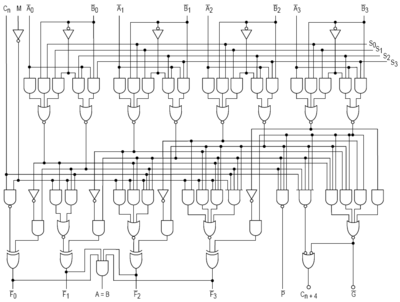 Cn M A0 B0 A1 B1 A2 B2 A3 B3
S0
S1
S2
S3
F0 F1 A = B F2 F3 P Cn + 4 G